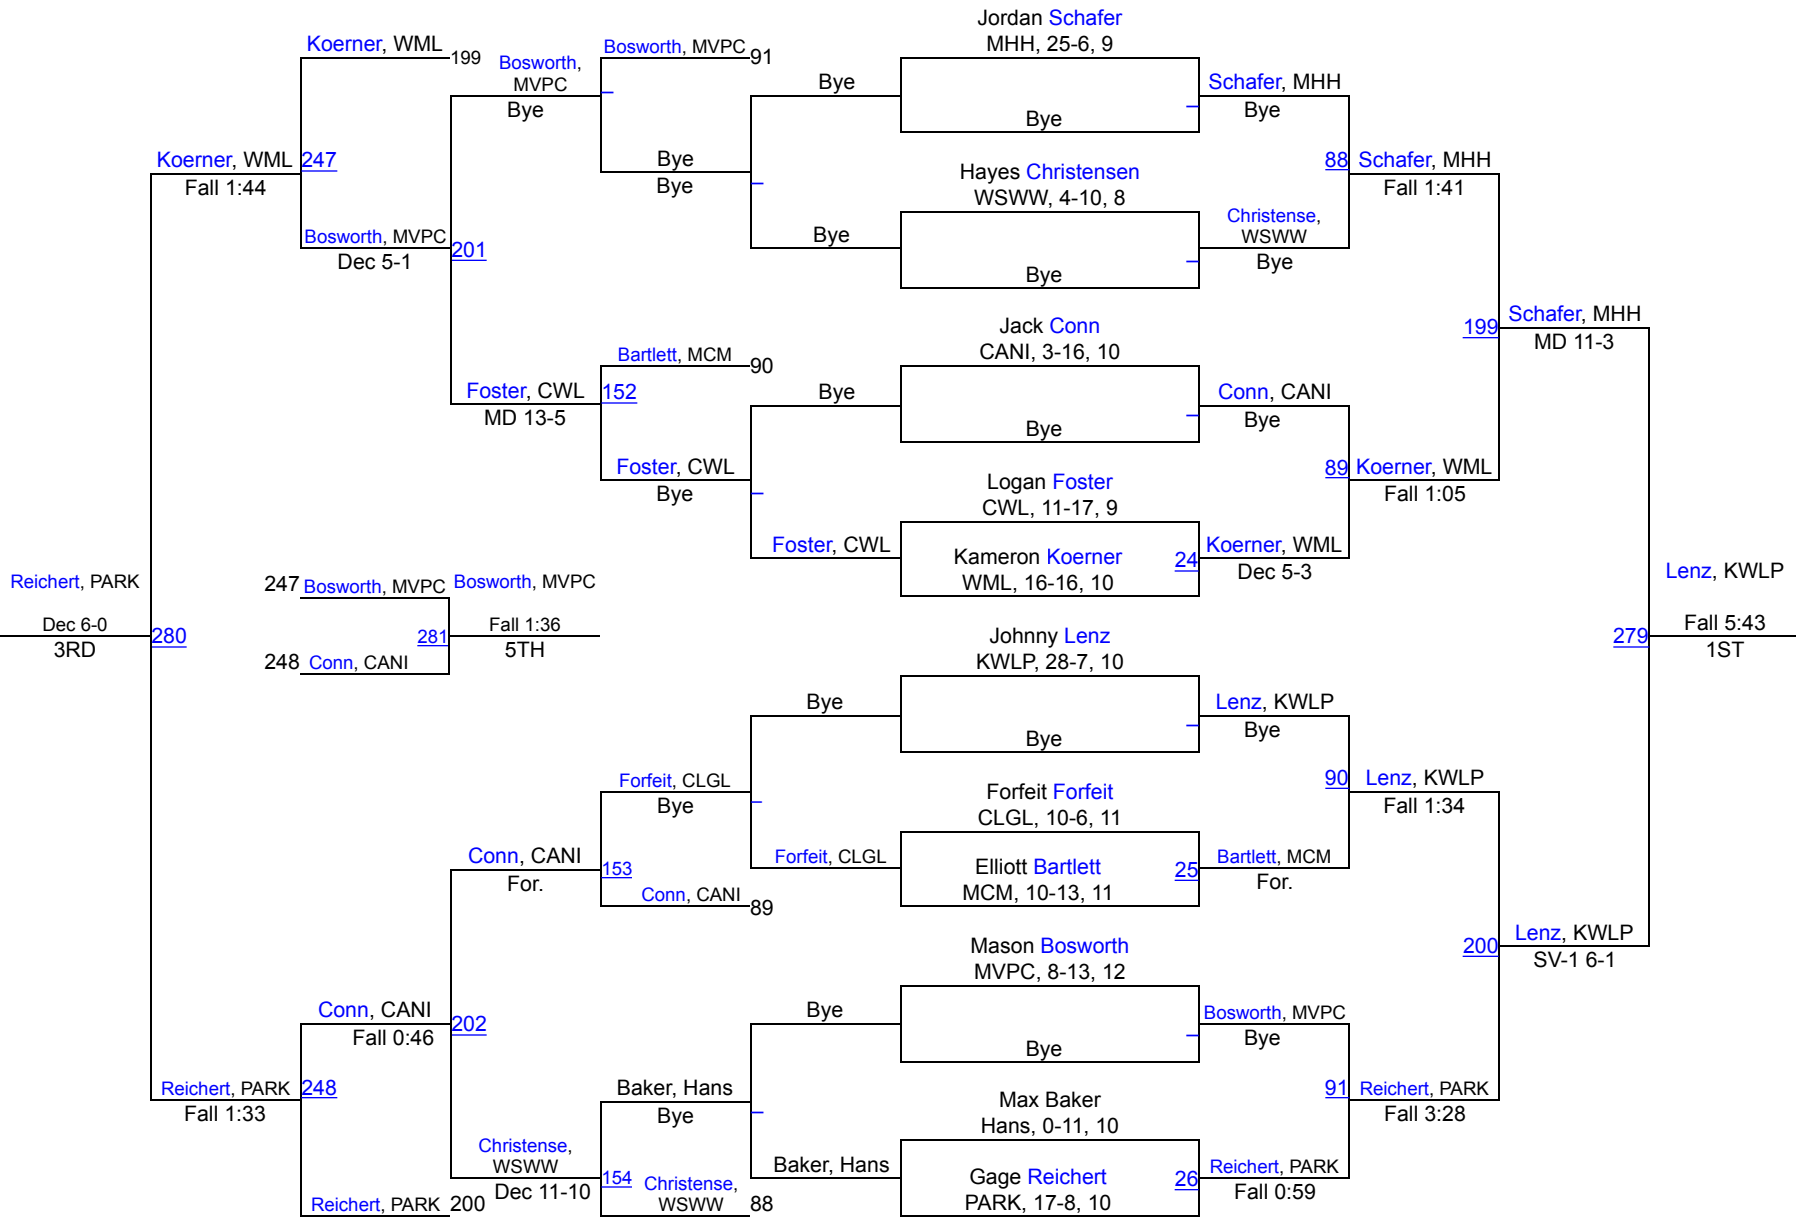 Jordan Schafer
MHH, 25-6, 9
Koerner, WML
199
Bosworth, MVPC
91
Bosworth,
MVPC
Bye
Bye
Schafer, MHH
Bye
Bye
Koerner, WML
247
Fall 1:44
Bye
Bye
Hayes Christensen
WSWW, 4-10, 8
88
Schafer, MHH
Fall 1:41
Christense,
WSWW
Bye
Bosworth, MVPC
201
Dec 5-1
Bye
Bye
Schafer, MHH
199
MD 11-3
Jack Conn
CANI, 3-16, 10
Bartlett, MCM
90
Foster, CWL
152
MD 13-5
Bye
Conn, CANI
Bye
Bye
Foster, CWL
Bye
89
Koerner, WML
Fall 1:05
Logan Foster
CWL, 11-17, 9
Foster, CWL
Kameron Koerner
WML, 16-16, 10
24
Koerner, WML
Dec 5-3
Reichert, PARK
Dec 6-0
3RD
280
247
Bosworth, MVPC
Bosworth, MVPC
281
Fall 1:36
5TH
248
Conn, CANI
Lenz, KWLP
279
Fall 5:43
1ST
Johnny Lenz
KWLP, 28-7, 10
Bye
Lenz, KWLP
Bye
Bye
Forfeit, CLGL
Bye
Forfeit Forfeit
CLGL, 10-6, 11
90
Lenz, KWLP
Fall 1:34
Conn, CANI
153
For.
Forfeit, CLGL
Elliott Bartlett
MCM, 10-13, 11
25
Bartlett, MCM
For.
Conn, CANI
89
Mason Bosworth
MVPC, 8-13, 12
200
Lenz, KWLP
SV-1 6-1
Conn, CANI
202
Fall 0:46
Bye
Bye
Bosworth, MVPC
Bye
Reichert, PARK
248
Fall 1:33
Baker, Hans
Bye
Max Baker
Hans, 0-11, 10
91
Reichert, PARK
Fall 3:28
Christense,
WSWW
Dec 11-10
154
Baker, Hans
Gage Reichert
PARK, 17-8, 10
26
Reichert, PARK
Fall 0:59
Reichert, PARK
200
Christense,
WSWW
88